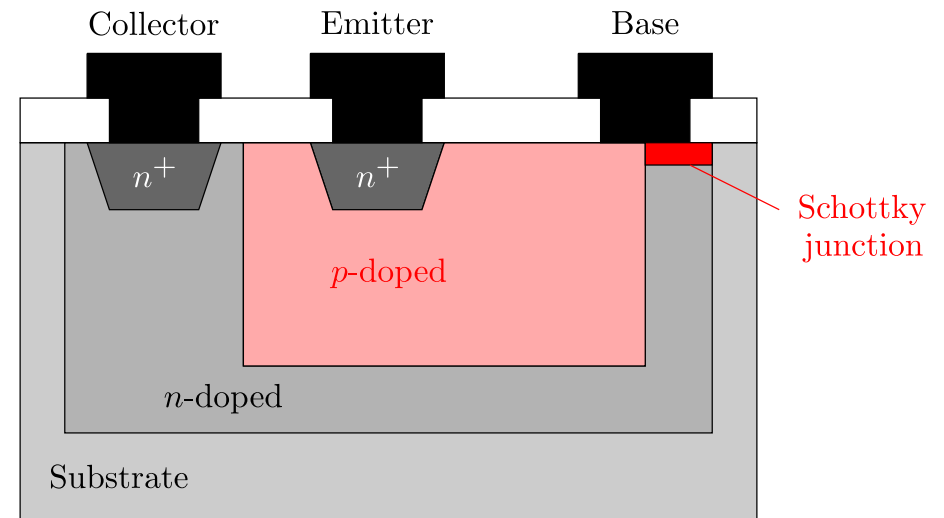 Collector Emitter Base
n⁺ n⁺
Schottky
junction
p-doped
n-doped
Substrate